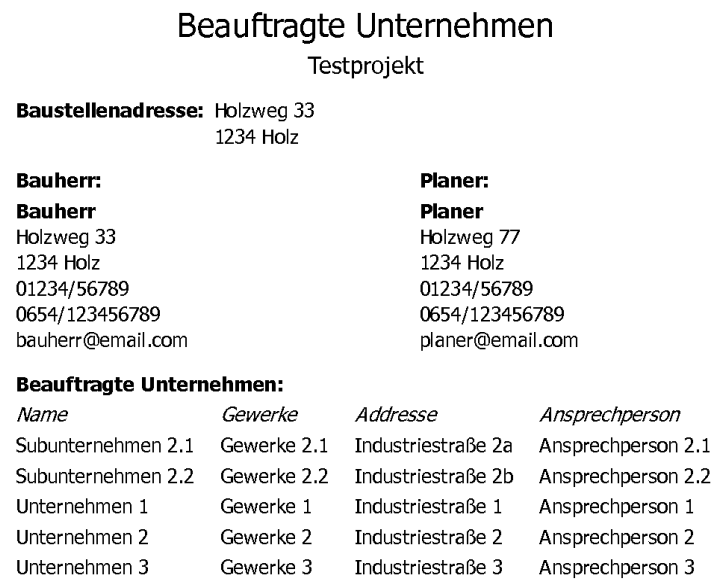 Beauftragte Unternehmen
Testprojekt
Baustellenadresse: Holzweg 33
1234 Holz
Bauherr: Planer:
Bauherr Planer
Holzweg 33 Holzweg 77
1234 Holz 1234 Holz
01234/56789 01234/56789
0654/123456789 0654/123456789
bauherr@email.com planer@email.com
Beauftragte Unternehmen:
Name Gewerke Addresse Ansprechperson
Subunternehmen 2.1 Gewerke 2.1 Industriestraße 2a Ansprechperson 2.1
Subunternehmen 2.2 Gewerke 2.2 Industriestraße 2b Ansprechperson 2.2
Unternehmen 1 Gewerke 1 Industriestraße 1 Ansprechperson 1
Unternehmen 2 Gewerke 2 Industriestraße 2 Ansprechperson 2
Unternehmen 3 Gewerke 3 Industriestraße 3 Ansprechperson 3